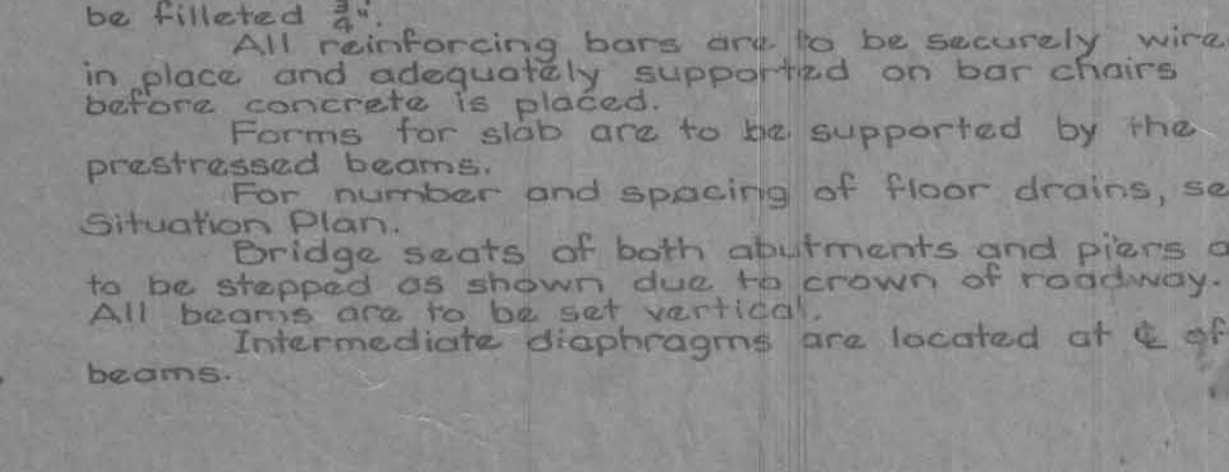 be filleted ¾".
All reinforcing bars are to be securely wire
in place and adequately supported on bar chairs
before concrete is placed.
Forms for slab are to be supported by the
prestressed beams.
For number and spacing of floor drains, se
Situation Plan.
Bridge seats of both abutments and piers a
to be stepped as shown due to crown of roadway.
All beams are to be set vertical.
Intermediate diaphragms are located at ℄ of
beams.